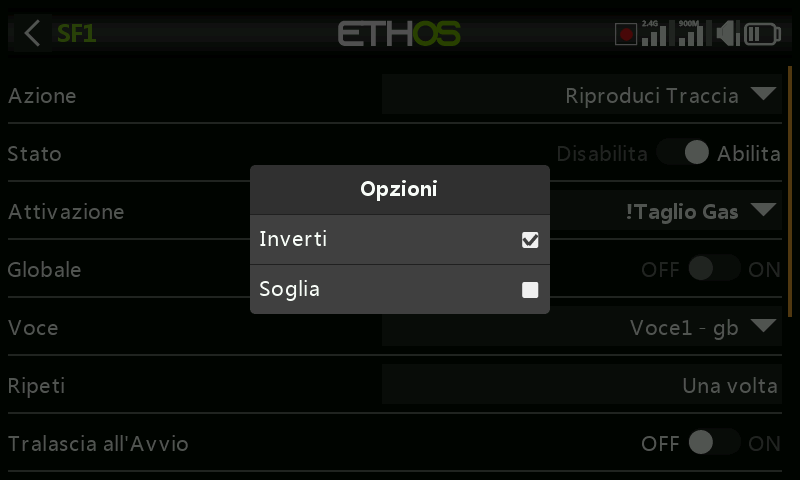 SF1
ETHOS
2.4G
900M
Azione
Riproduci Traccia
Stato
Disabilita
Abilita
Opzioni
Attivazione
!Taglio Gas
Inverti
Globale
OFF
ON
Soglia
Voce
Voce1 - gb
Ripeti
Una volta
Tralascia all'Avvio
OFF
ON